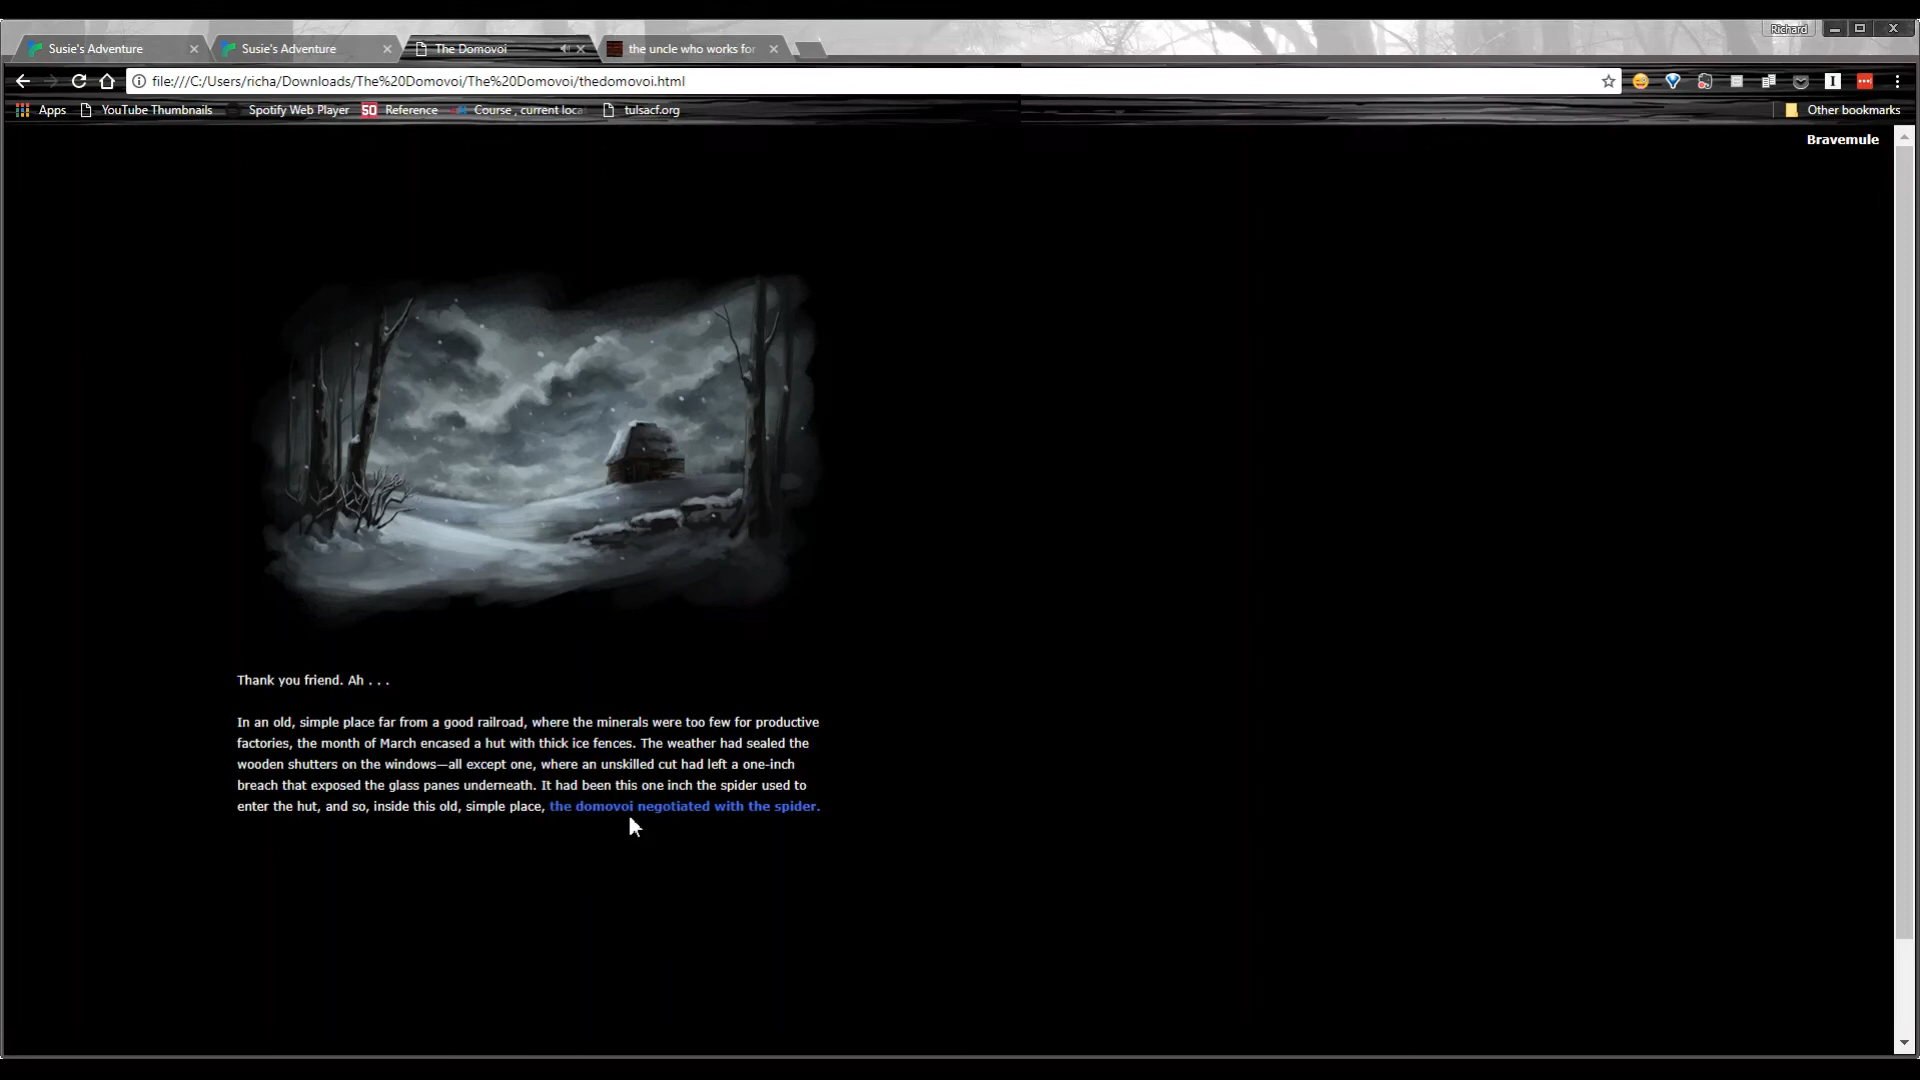 Richard
Susie's Adventure
Susie's Adventure
The Domovoi
the uncle who works for
file:///C:/Users/richa/Downloads/The%20Domovoi/The%20Domovoi/thedomovoi.html
Apps
YouTube Thumbnails
Spotify Web Player
50 Reference
Course , current loca
tulsacf.org
Other bookmarks
Bravemule
Thank you friend. Ah . . .
In an old, simple place far from a good railroad, where the minerals were too few for productive
factories, the month of March encased a hut with thick ice fences. The weather had sealed the
wooden shutters on the windows—all except one, where an unskilled cut had left a one-inch
breach that exposed the glass panes underneath. It had been this one inch the spider used to
enter the hut, and so, inside this old, simple place, the domovoi negotiated with the spider.